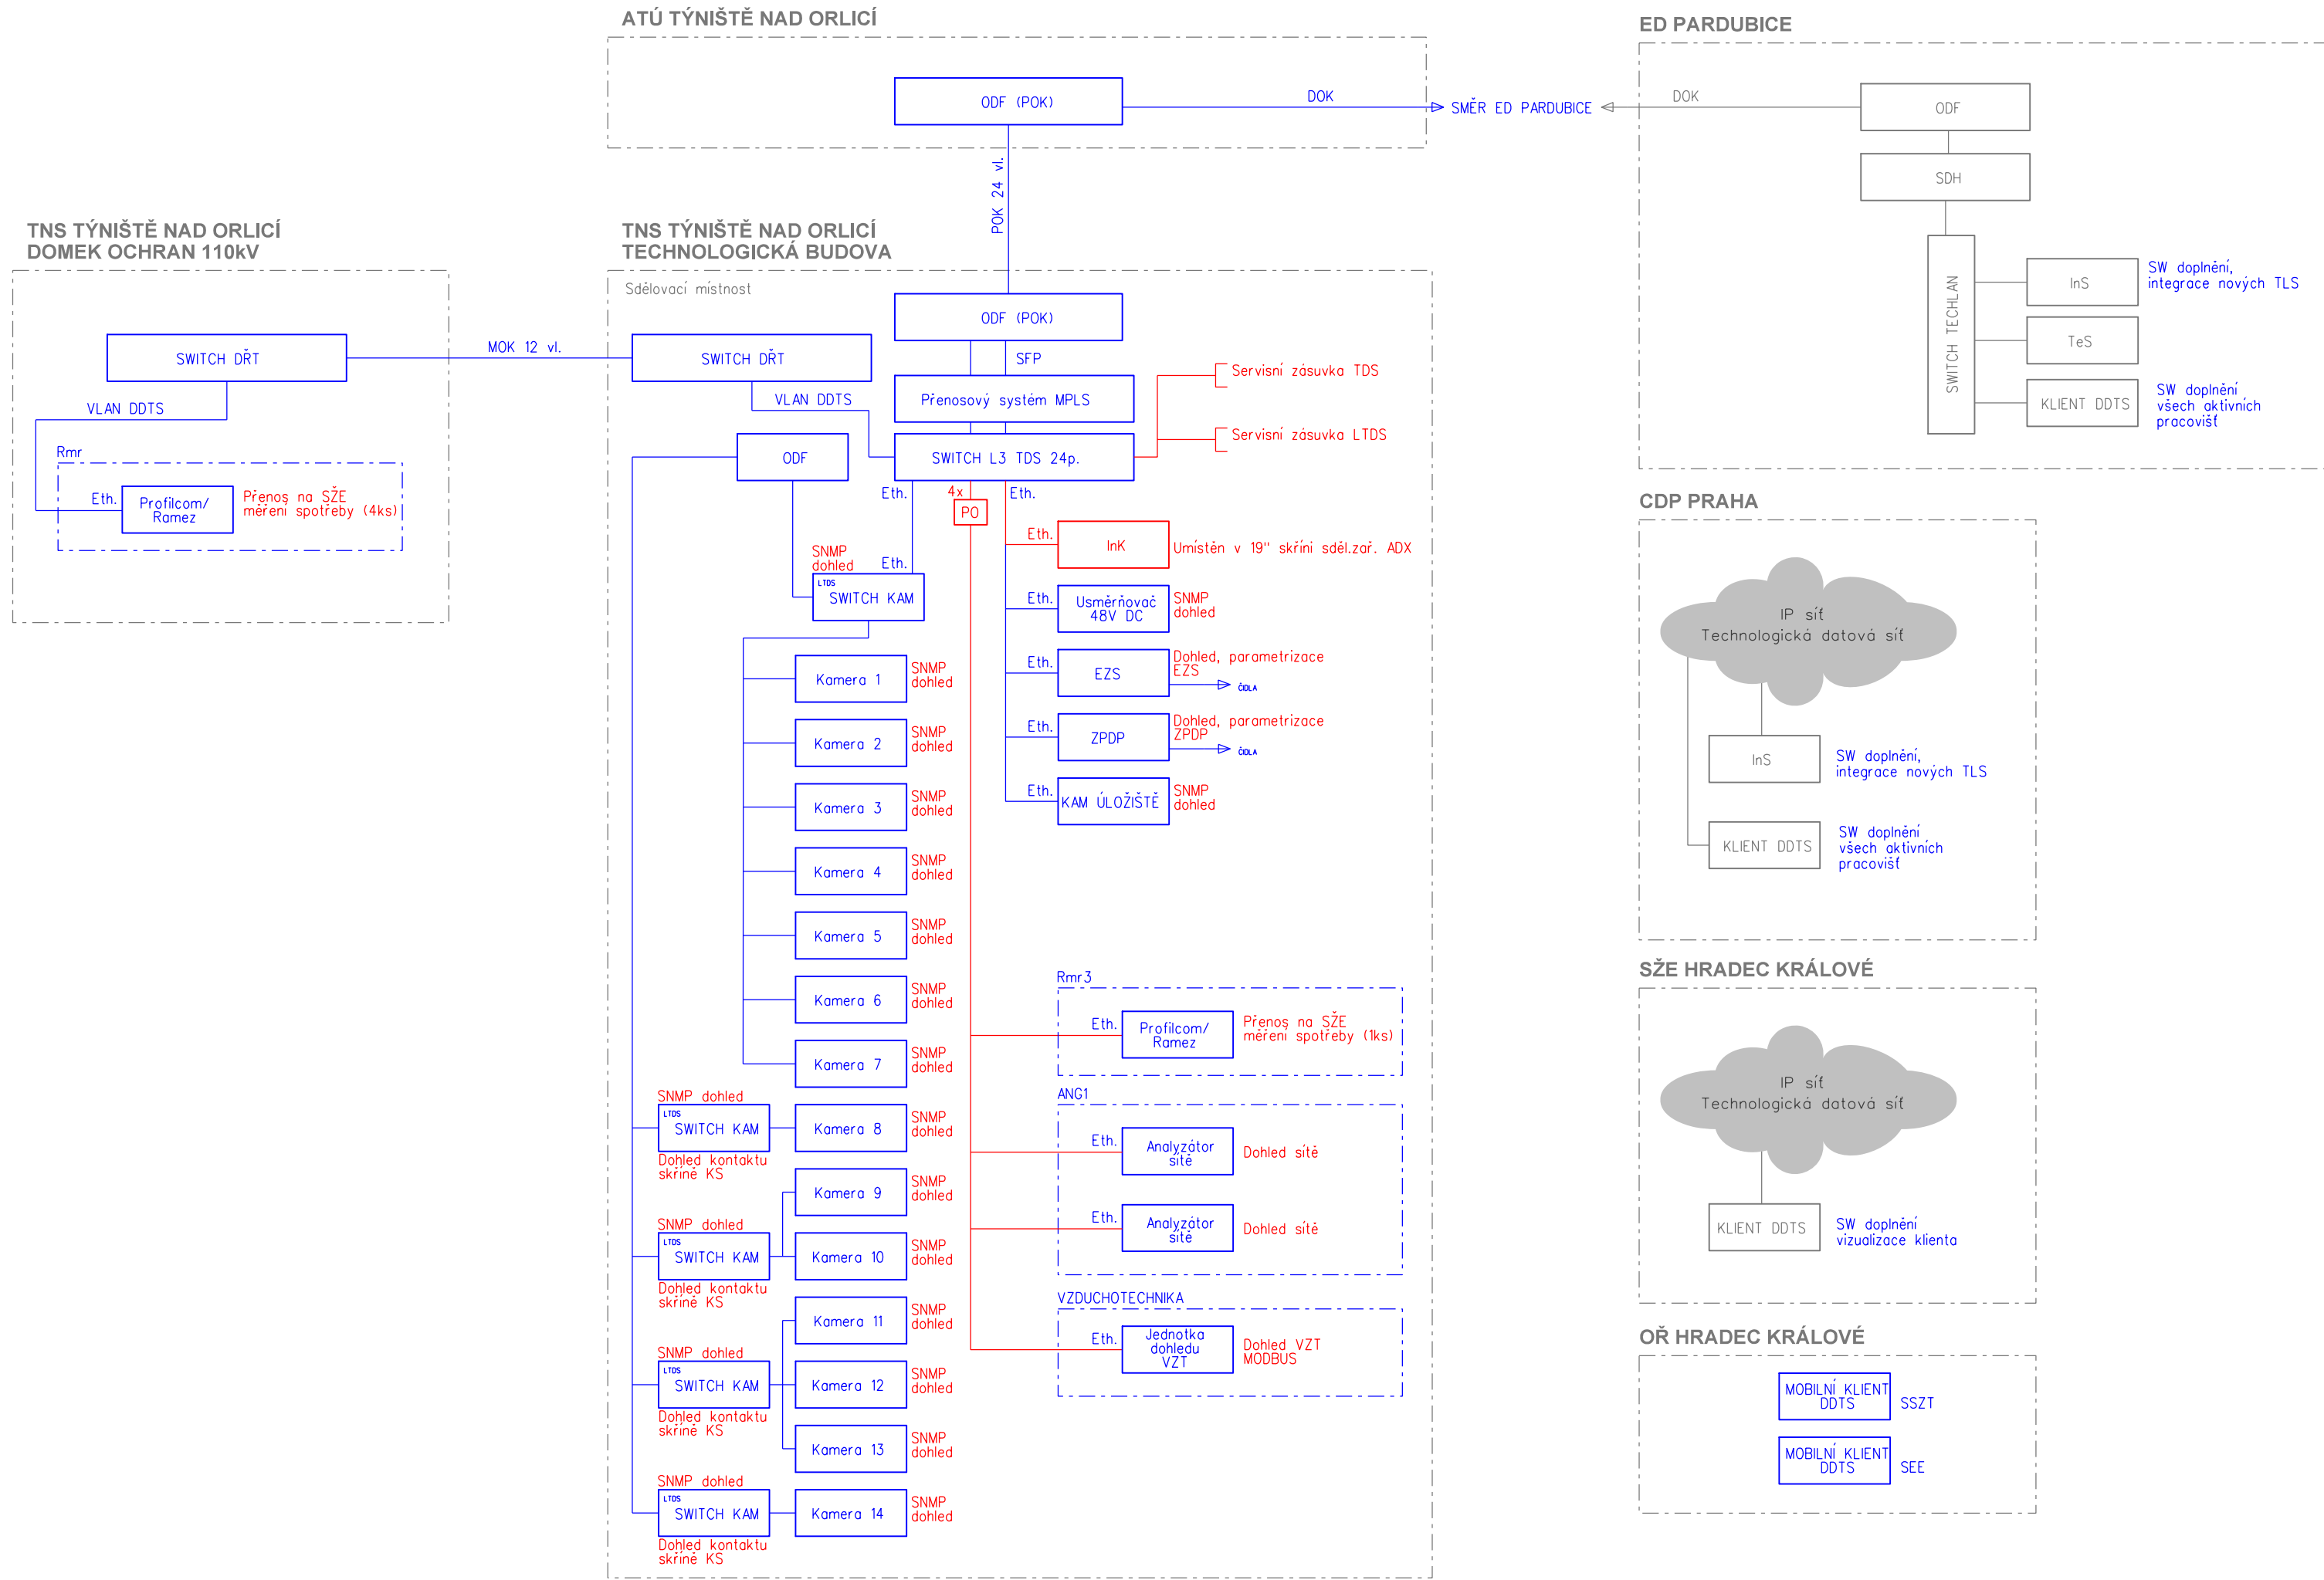 ATÚ TÝNIŠTĚ NAD ORLICÍ
ODF (POK)
DOK
SMĚR ED PARDUBICE
POK 24 vl.
ED PARDUBICE
DOK
ODF
SDH
SWITCH TECHLAN
InS
SW doplnění,
integrace nových TLS
TeS
KLIENT DDTS
SW doplnění
všech aktivních
pracovišť
TNS TÝNIŠTĚ NAD ORLICÍ
DOMEK OCHRAN 110kV
SWITCH DŘT
MOK 12 vl.
VLAN DDTS
Rmr
Eth.
Profilcom/
Ramez
Přenos na SŽE
měření spotřeby (4ks)
TNS TÝNIŠTĚ NAD ORLICÍ
TECHNOLOGICKÁ BUDOVA
Sdělovací místnost
ODF (POK)
SWITCH DŘT
SFP
VLAN DDTS
Přenosový systém MPLS
Servisní zásuvka TDS
Servisní zásuvka LTDS
ODF
SWITCH L3 TDS 24p.
Eth.
4x
Eth.
PO
SNMP
dohled
Eth.
LTDS
SWITCH KAM
Eth.
InK
Umístěn v 19" skříni sděl.zař. ADX
Eth.
Usměrňovač
48V DC
SNMP
dohled
Eth.
EZS
Dohled, parametrizace
EZS
ČIDLA
Eth.
ZPDP
Dohled, parametrizace
ZPDP
ČIDLA
Eth.
KAM ÚLOŽIŠTĚ
SNMP
dohled
Kamera 1
SNMP
dohled
Kamera 2
SNMP
dohled
Kamera 3
SNMP
dohled
Kamera 4
SNMP
dohled
Kamera 5
SNMP
dohled
Kamera 6
SNMP
dohled
Kamera 7
SNMP
dohled
SNMP dohled
LTDS
SWITCH KAM
Dohled kontaktu
skříně KS
Kamera 8
SNMP
dohled
Kamera 9
SNMP
dohled
SNMP dohled
LTDS
SWITCH KAM
Dohled kontaktu
skříně KS
Kamera 10
SNMP
dohled
Kamera 11
SNMP
dohled
SNMP dohled
LTDS
SWITCH KAM
Dohled kontaktu
skříně KS
Kamera 12
SNMP
dohled
Kamera 13
SNMP
dohled
SNMP dohled
LTDS
SWITCH KAM
Dohled kontaktu
skříně KS
Kamera 14
SNMP
dohled
Rmr3
Eth.
Profilcom/
Ramez
Přenos na SŽE
měření spotřeby (1ks)
ANG1
Eth.
Analyzátor
sítě
Dohled sítě
Eth.
Analyzátor
sítě
Dohled sítě
VZDUCHOTECHNIKA
Eth.
Jednotka
dohledu
VZT
Dohled VZT
MODBUS
CDP PRAHA
IP síť
Technologická datová síť
InS
SW doplnění,
integrace nových TLS
KLIENT DDTS
SW doplnění
všech aktivních
pracovišť
SŽE HRADEC KRÁLOVÉ
IP síť
Technologická datová síť
KLIENT DDTS
SW doplnění
vizualizace klienta
OŘ HRADEC KRÁLOVÉ
MOBILNÍ KLIENT
DDTS
SSZT
MOBILNÍ KLIENT
DDTS
SEE